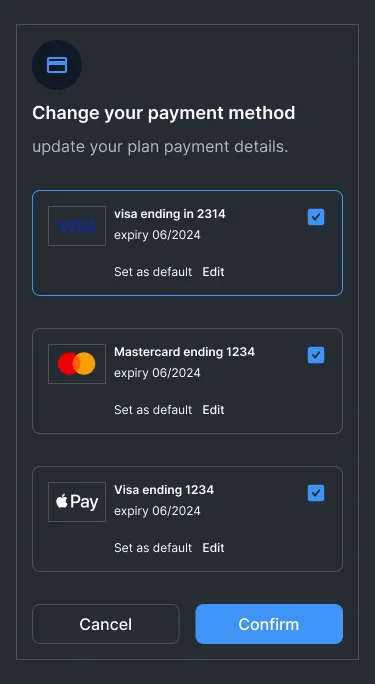 Change your payment method
update your plan payment details.
VISA
visa ending in 2314
expiry 06/2024
Set as default Edit
Mastercard ending 1234
expiry 06/2024
Set as default Edit
Pay
Visa ending 1234
expiry 06/2024
Set as default Edit
Cancel Confirm